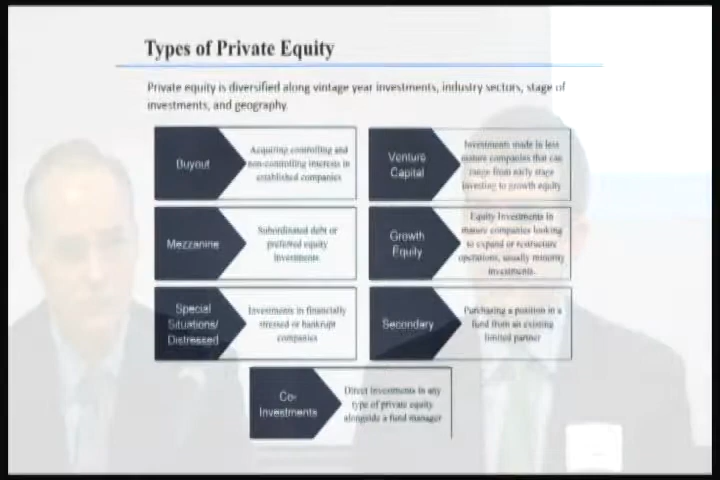 Types of Private Equity
Private equity is diversified along vintage year investments, industry sectors, stage of
investments, and geography.
Buyout
Acquiring controlling and
non-controlling interests in
established companies
Venture
Capital
Investments made in less
mature companies that can
range from early stage
investing to growth equity
Mezzanine
Subordinated debt or
preferred equity
investments.
Growth
Equity
Equity Investments in
mature companies looking
to expand or restructure
operations, usually minority
investments.
Special
Situations/
Distressed
Investments in financially
stressed or bankrupt
companies
Secondary
Purchasing a position in a
fund from an existing
limited partner
Co-
Investments
Direct Investments in any
type of private equity
alongside a fund manager